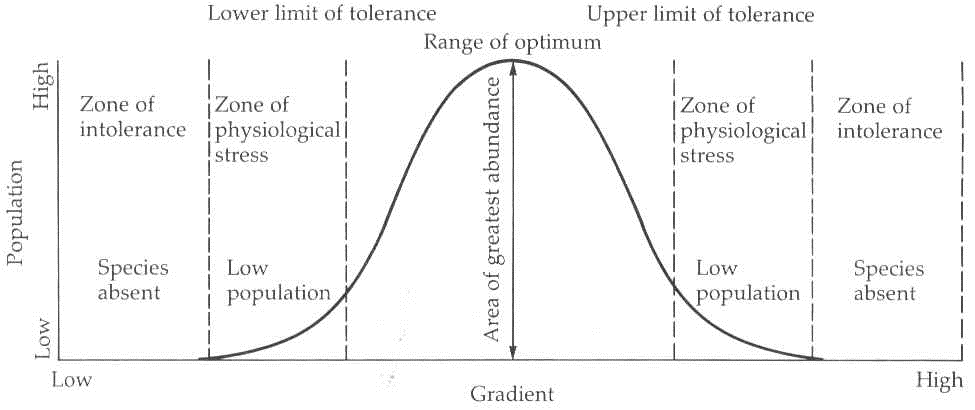 Lower limit of tolerance
Upper limit of tolerance
Range of optimum
High
Zone of
intolerance
Zone of
physiological
stress
Zone of
physiological
stress
Zone of
intolerance
Population
Area of greatest abundance
Species
absent
Low
population
Low
population
Species
absent
Low
Low
Gradient
High